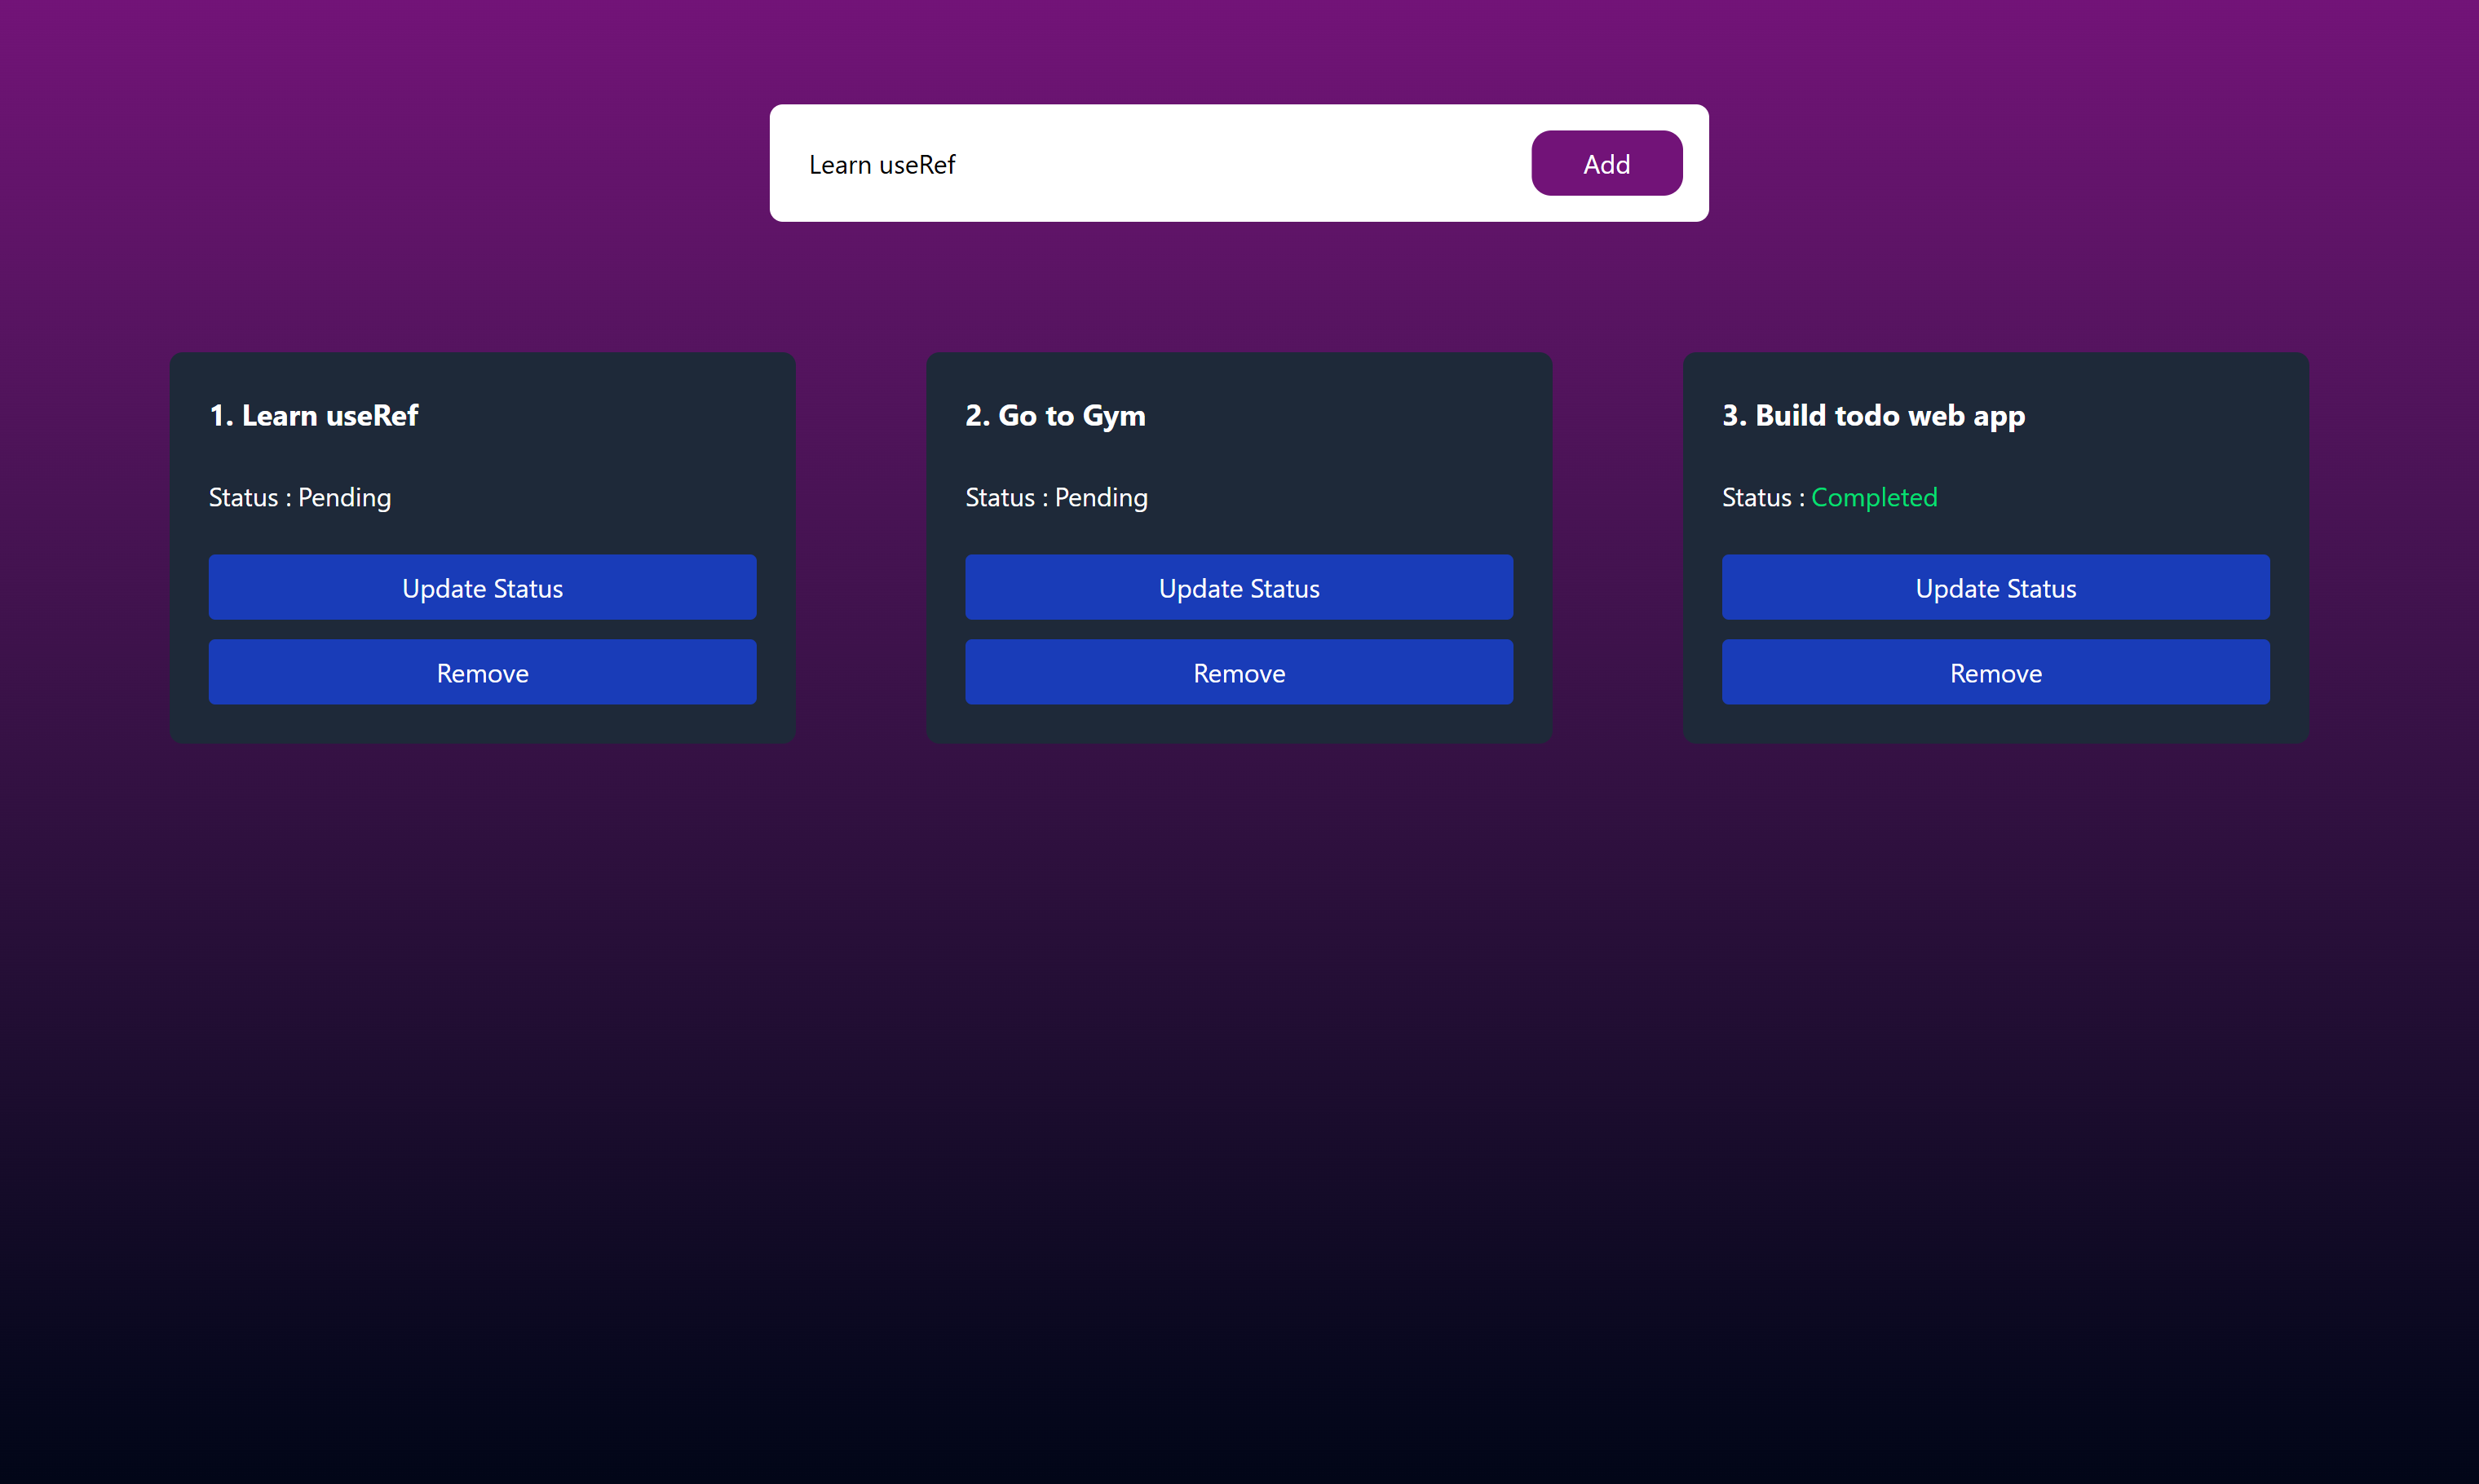 Learn useRef
Add
1. Learn useRef
Status : Pending
Update Status
Remove
2. Go to Gym
Status : Pending
Update Status
Remove
3. Build todo web app
Status : Completed
Update Status
Remove